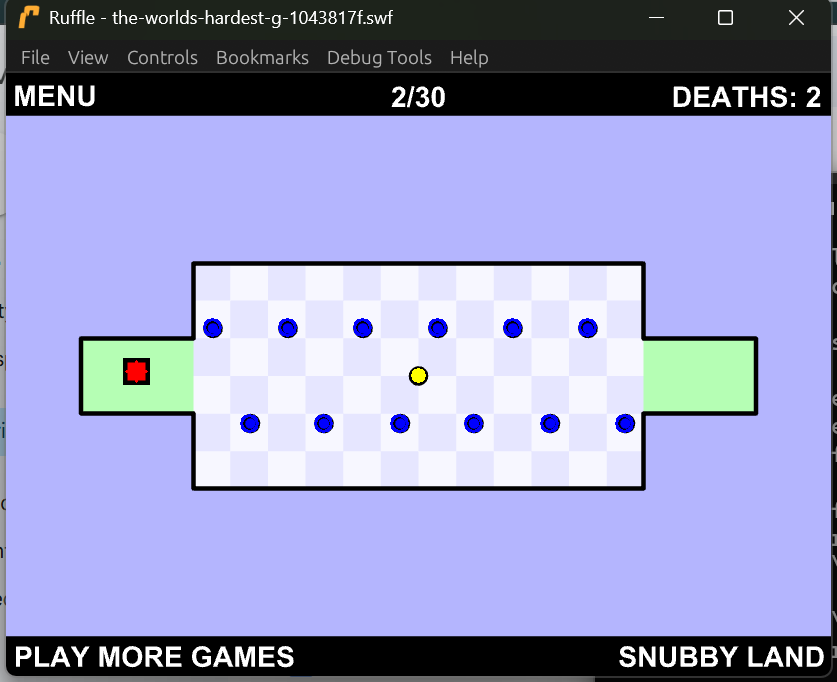 Ruffle - the-worlds-hardest-g-1043817f.swf
File View Controls Bookmarks Debug Tools Help
MENU 2/30 DEATHS: 2
PLAY MORE GAMES SNUBBY LAND